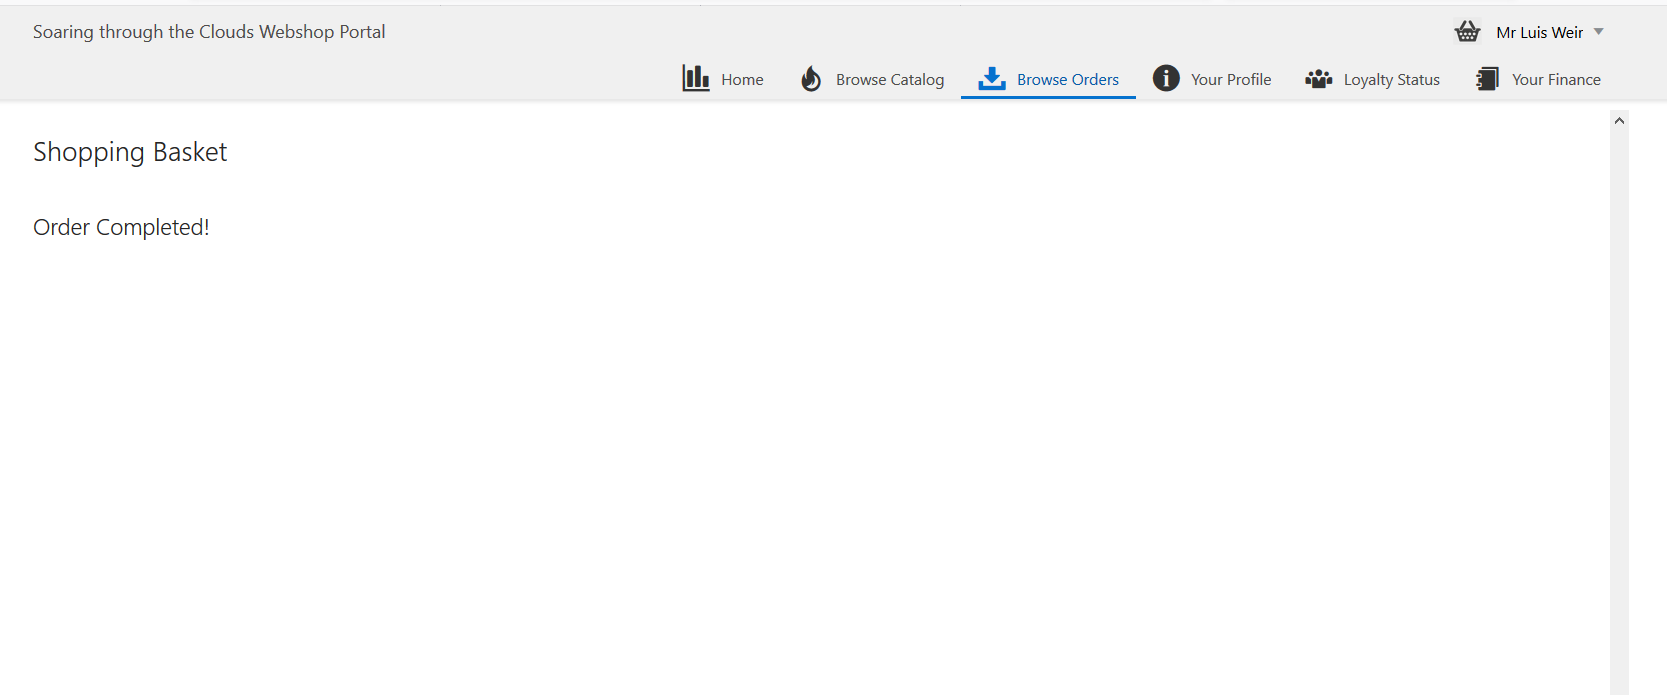 Soaring through the Clouds Webshop Portal
Mr Luis Weir
Home Browse Catalog Browse Orders Your Profile Loyalty Status Your Finance
Shopping Basket
Order Completed!